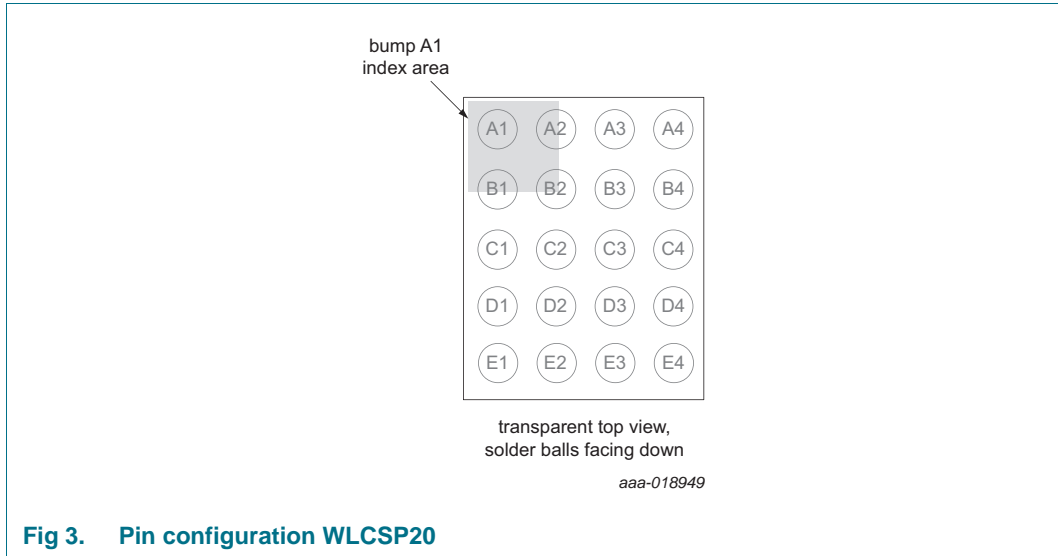 bump A1
index area
A1 A2 A3 A4
B1 B2 B3 B4
C1 C2 C3 C4
D1 D2 D3 D4
E1 E2 E3 E4
transparent top view,
solder balls facing down
aaa-018949
Fig 3. Pin configuration WLCSP20